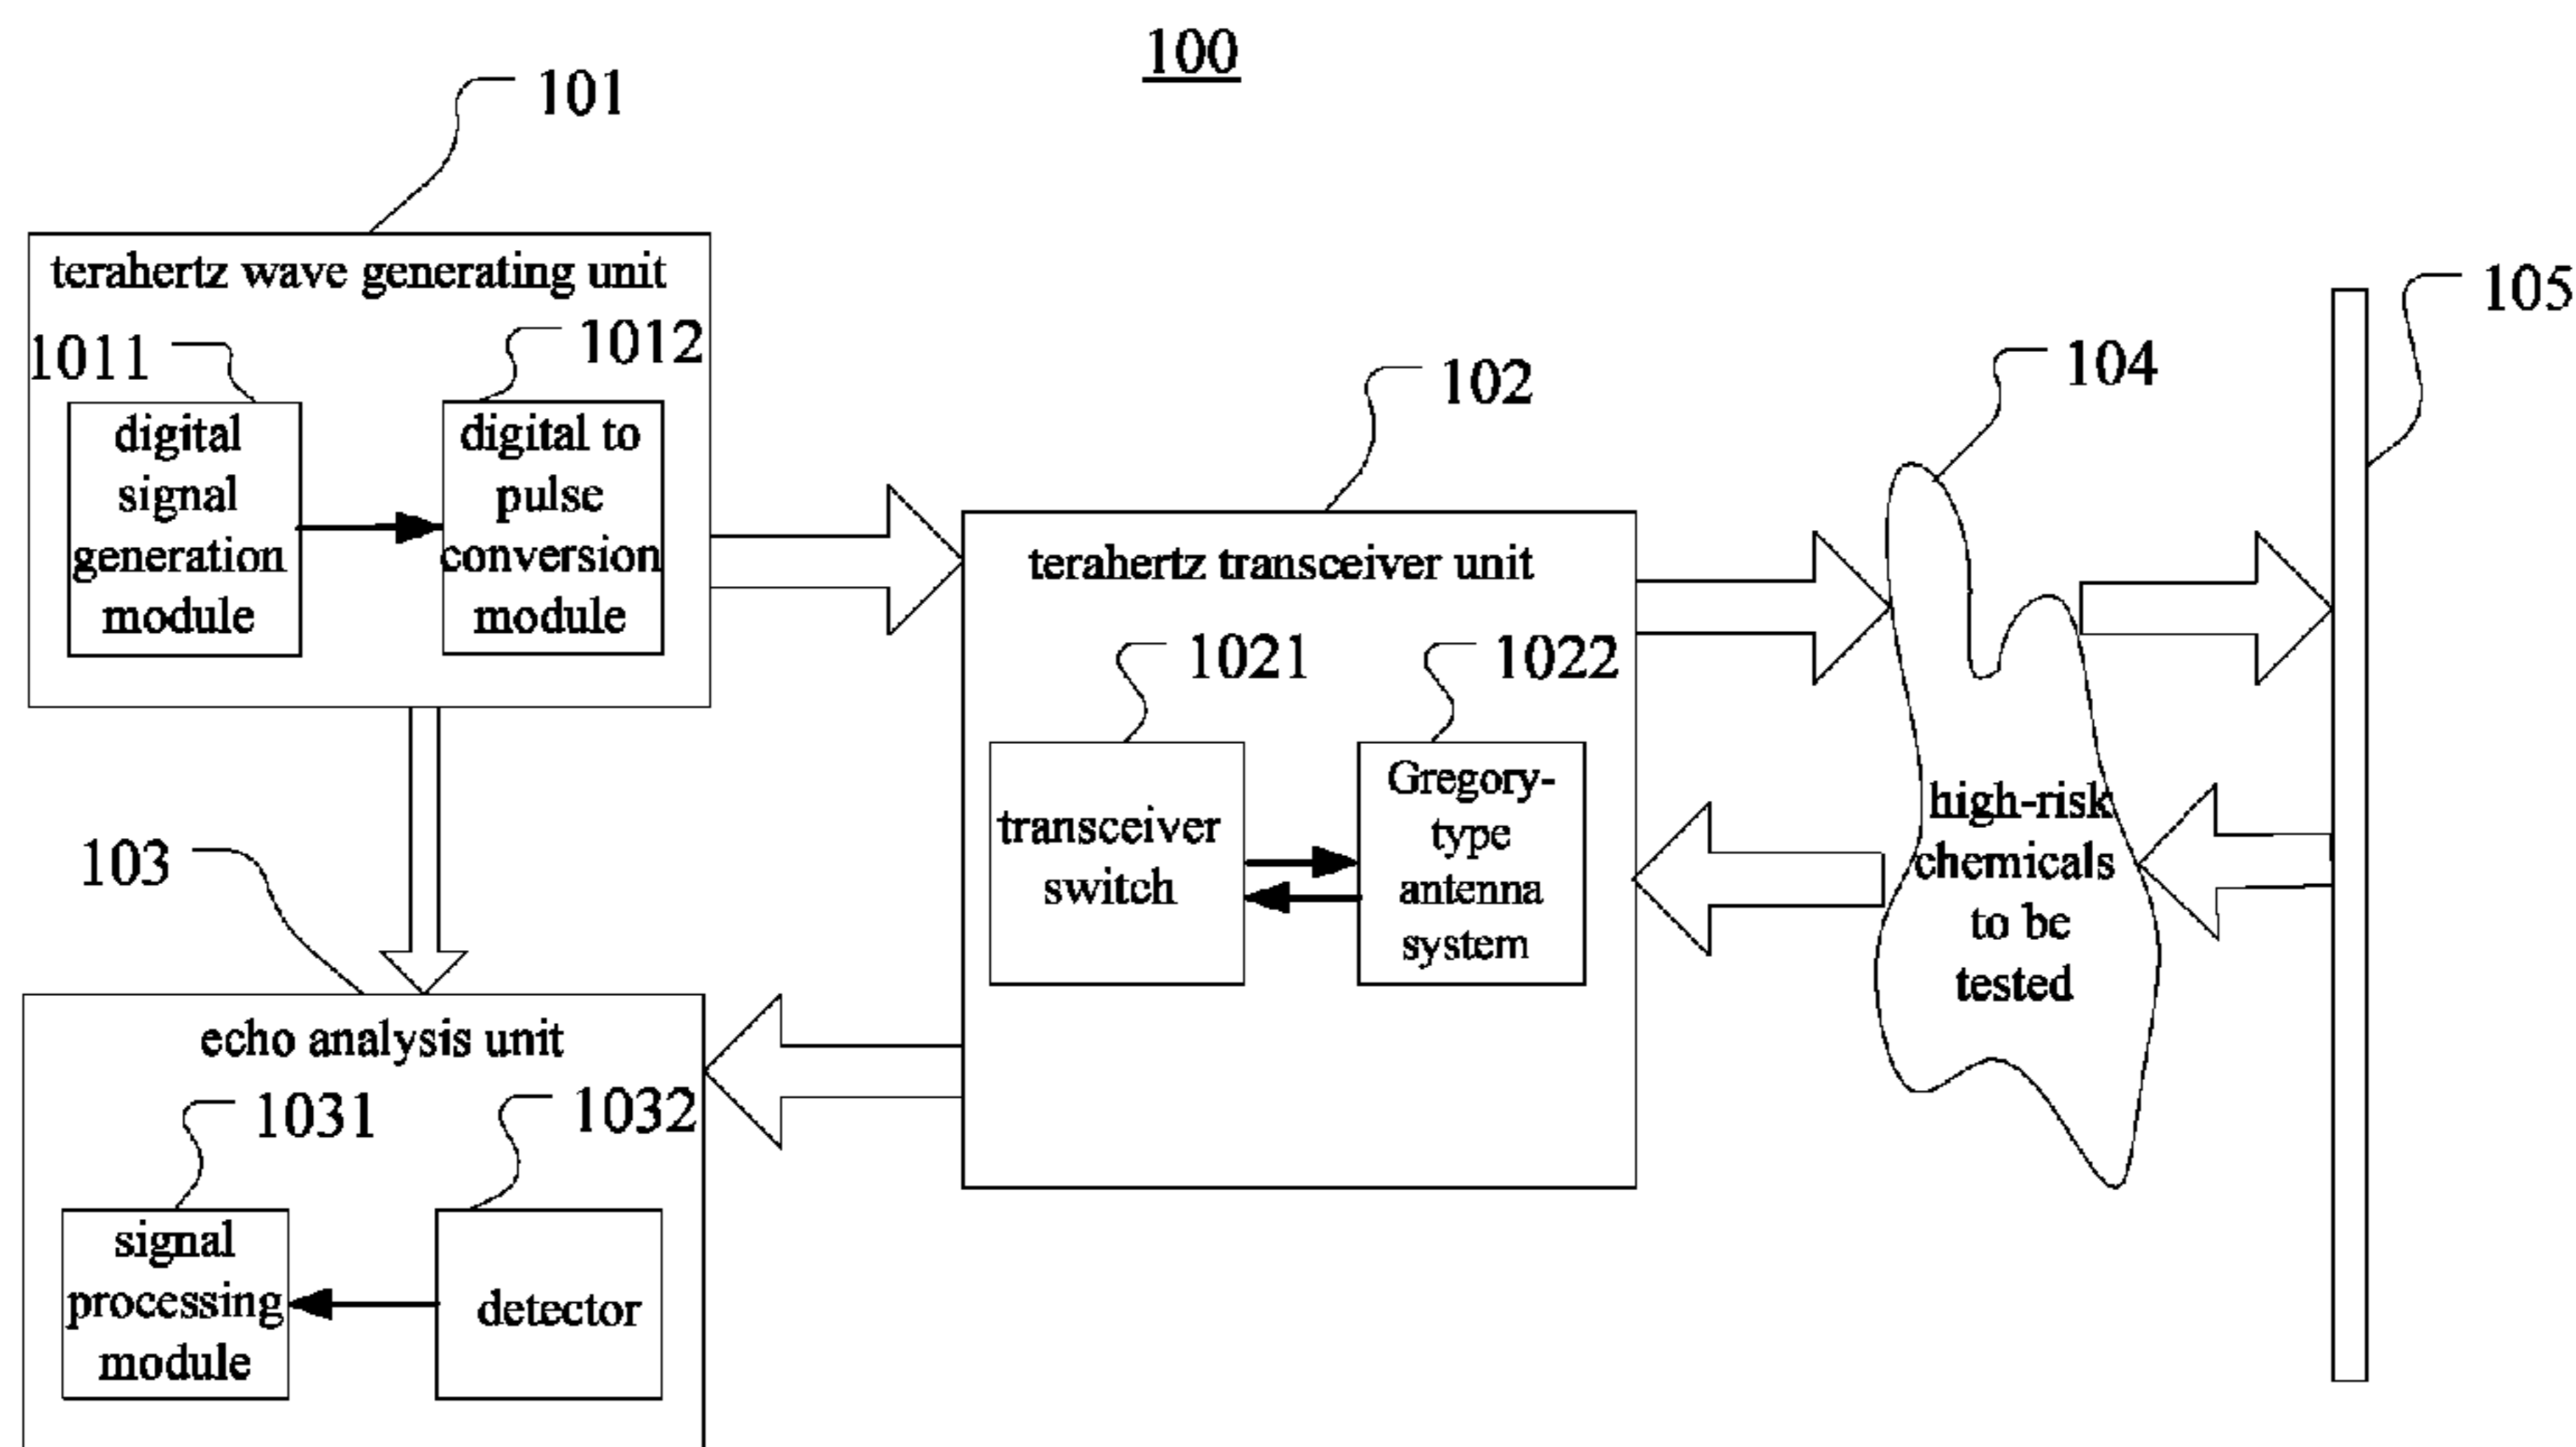 100
101
terahertz wave generating unit
1011
1012
digital
signal
generation
module
digital to
pulse
conversion
module
102
terahertz transceiver unit
1021
1022
transceiver
switch
Gregory-
type
antenna
system
104
high-risk
chemicals
to be
tested
105
103
echo analysis unit
1031
1032
signal
processing
module
detector